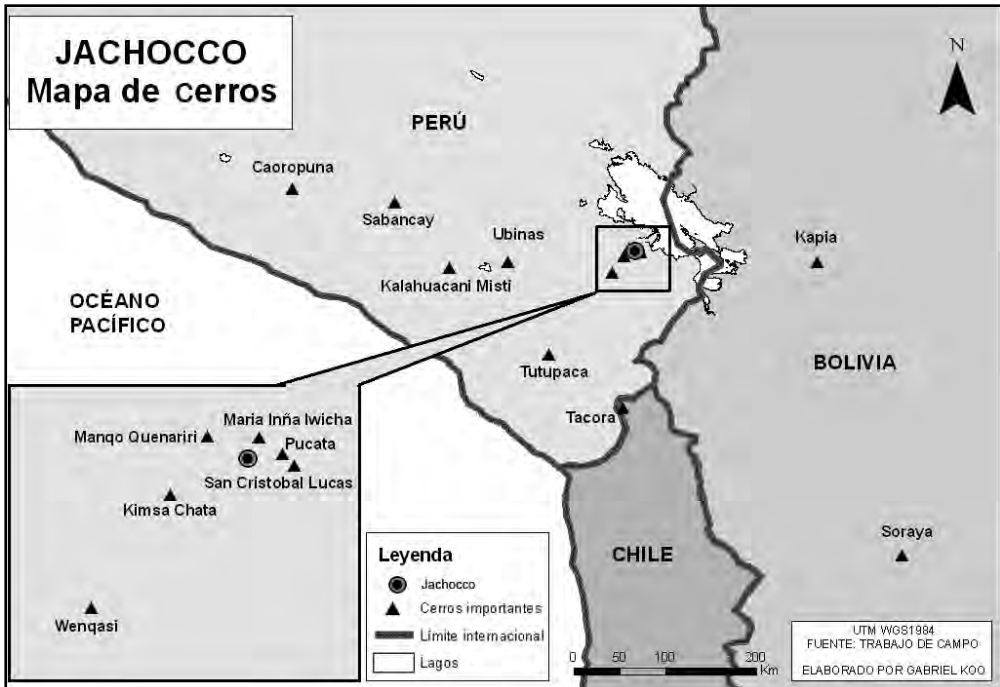 JACHOCCO
Mapa de cerros
N
PERÚ
Caoropuna
Sabancay
Ubinas
Kapia
Kalahuacani Misti
OCÉANO
PACÍFICO
BOLIVIA
Tutupaca
Tacora
Maria Inña Iwicha
Manqo Quenariri
Pucata
San Cristobal Lucas
Kimsa Chata
Wenqasi
Soraya
CHILE
Leyenda
Jachocco
Cerros importantes
Límite internacional
Lagos
0 50 100 200
Km
UTM WGS1984
FUENTE: TRABAJO DE CAMPO
ELABORADO POR GABRIEL KOO